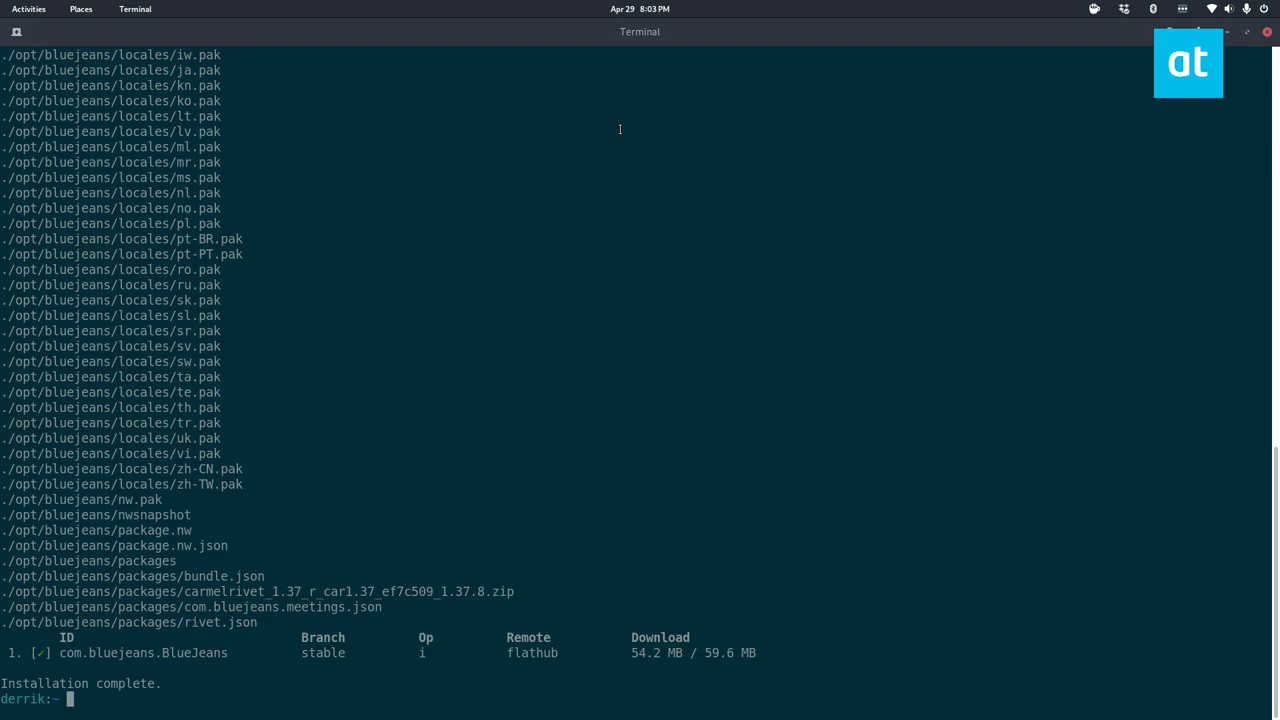 Activities Places Terminal Apr 29 8:03 PM
Terminal
at
./opt/bluejeans/locales/iw.pak
./opt/bluejeans/locales/ja.pak
./opt/bluejeans/locales/kn.pak
./opt/bluejeans/locales/ko.pak
./opt/bluejeans/locales/lt.pak
./opt/bluejeans/locales/lv.pak
./opt/bluejeans/locales/ml.pak
./opt/bluejeans/locales/mr.pak
./opt/bluejeans/locales/ms.pak
./opt/bluejeans/locales/nl.pak
./opt/bluejeans/locales/no.pak
./opt/bluejeans/locales/pl.pak
./opt/bluejeans/locales/pt-BR.pak
./opt/bluejeans/locales/pt-PT.pak
./opt/bluejeans/locales/ro.pak
./opt/bluejeans/locales/ru.pak
./opt/bluejeans/locales/sk.pak
./opt/bluejeans/locales/sl.pak
./opt/bluejeans/locales/sr.pak
./opt/bluejeans/locales/sv.pak
./opt/bluejeans/locales/sw.pak
./opt/bluejeans/locales/ta.pak
./opt/bluejeans/locales/te.pak
./opt/bluejeans/locales/th.pak
./opt/bluejeans/locales/tr.pak
./opt/bluejeans/locales/uk.pak
./opt/bluejeans/locales/vi.pak
./opt/bluejeans/locales/zh-CN.pak
./opt/bluejeans/locales/zh-TW.pak
./opt/bluejeans/nw.pak
./opt/bluejeans/nwsnapshot
./opt/bluejeans/package.nw
./opt/bluejeans/package.nw.json
./opt/bluejeans/packages
./opt/bluejeans/packages/bundle.json
./opt/bluejeans/packages/carmelrivet_1.37_r_car1.37_ef7c509_1.37.8.zip
./opt/bluejeans/packages/com.bluejeans.meetings.json
./opt/bluejeans/packages/rivet.json
ID Branch Op Remote Download
1. [✓] com.bluejeans.BlueJeans stable i flathub 54.2 MB / 59.6 MB
Installation complete.
derrik:~